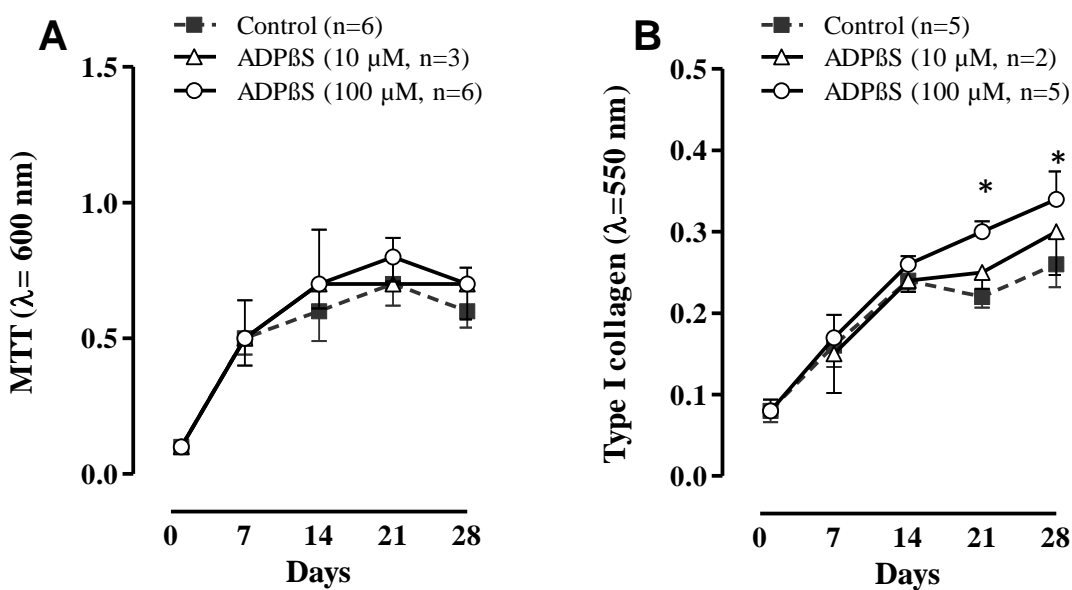 A
Control (n=6)
ADPßS (10 µM, n=3)
ADPßS (100 µM, n=6)
MTT (λ= 600 nm)
1.5
1.0
0.5
0.0
0 7 14 21 28
Days
B
Control (n=5)
ADPßS (10 µM, n=2)
ADPßS (100 µM, n=5)
Type I collagen (λ=550 nm)
0.5
0.4
0.3
0.2
0.1
0.0
* *
0 7 14 21 28
Days